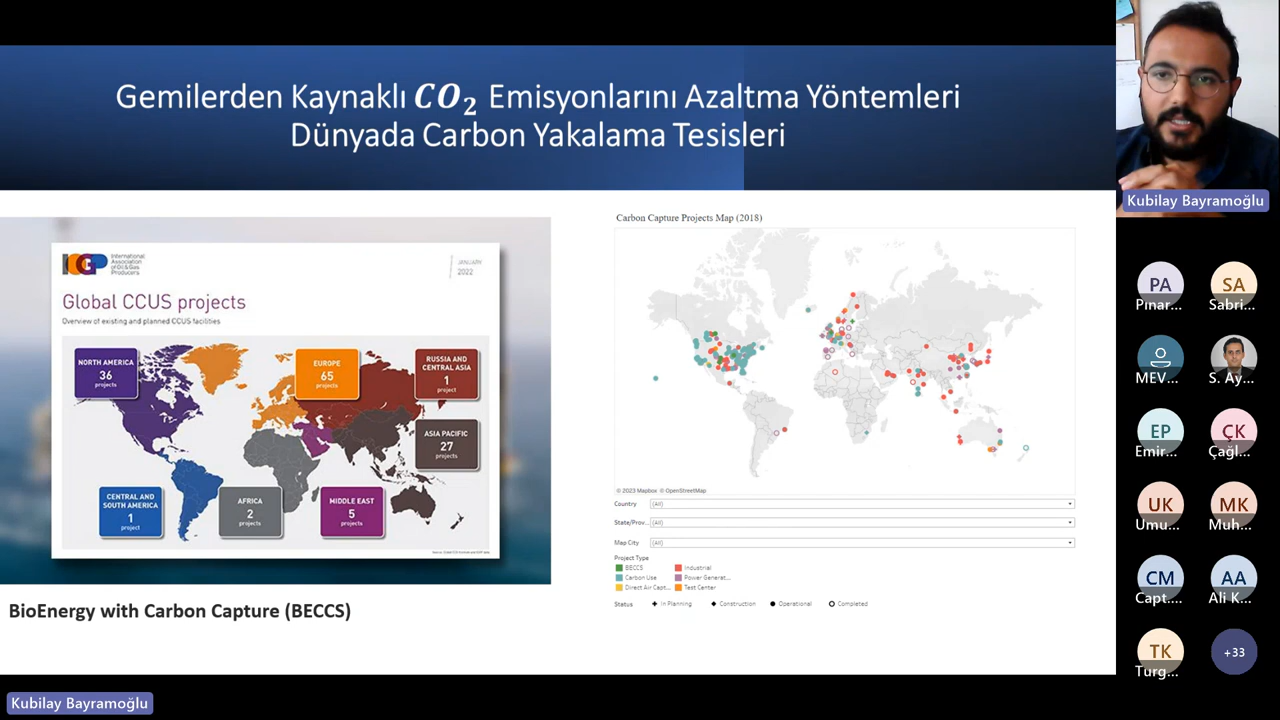 Gemilerden Kaynaklı CO₂ Emisyonlarını Azaltma Yöntemleri
Dünyada Carbon Yakalama Tesisleri
IOGP
International
Association
of Oil & Gas
Producers
JANUARY
2022
Global CCUS projects
Overview of existing and planned CCUS facilities
NORTH AMERICA
36
projects
EUROPE
65
projects
RUSSIA AND
CENTRAL ASIA
1
project
ASIA PACIFIC
27
projects
CENTRAL AND
SOUTH AMERICA
1
project
AFRICA
2
projects
MIDDLE EAST
5
projects
BioEnergy with Carbon Capture (BECCS)
Carbon Capture Projects Map (2018)
© 2023 Mapbox © OpenStreetMap
Country (All)
State/Prov... (All)
Map City (All)
Project Type
BECCS Industrial
Carbon Use Power Generat...
Direct Air Capt... Test Center
Status In Planning Construction Operational Completed
Kubilay Bayramoğlu
PA SA
Pınar... Sabri...
MEV... S. Ay...
EP ÇK
Emir... Çağl...
UK MK
Umu... Muh...
CM AA
Capt.... Ali K...
TK +33
Turg...
Kubilay Bayramoğlu